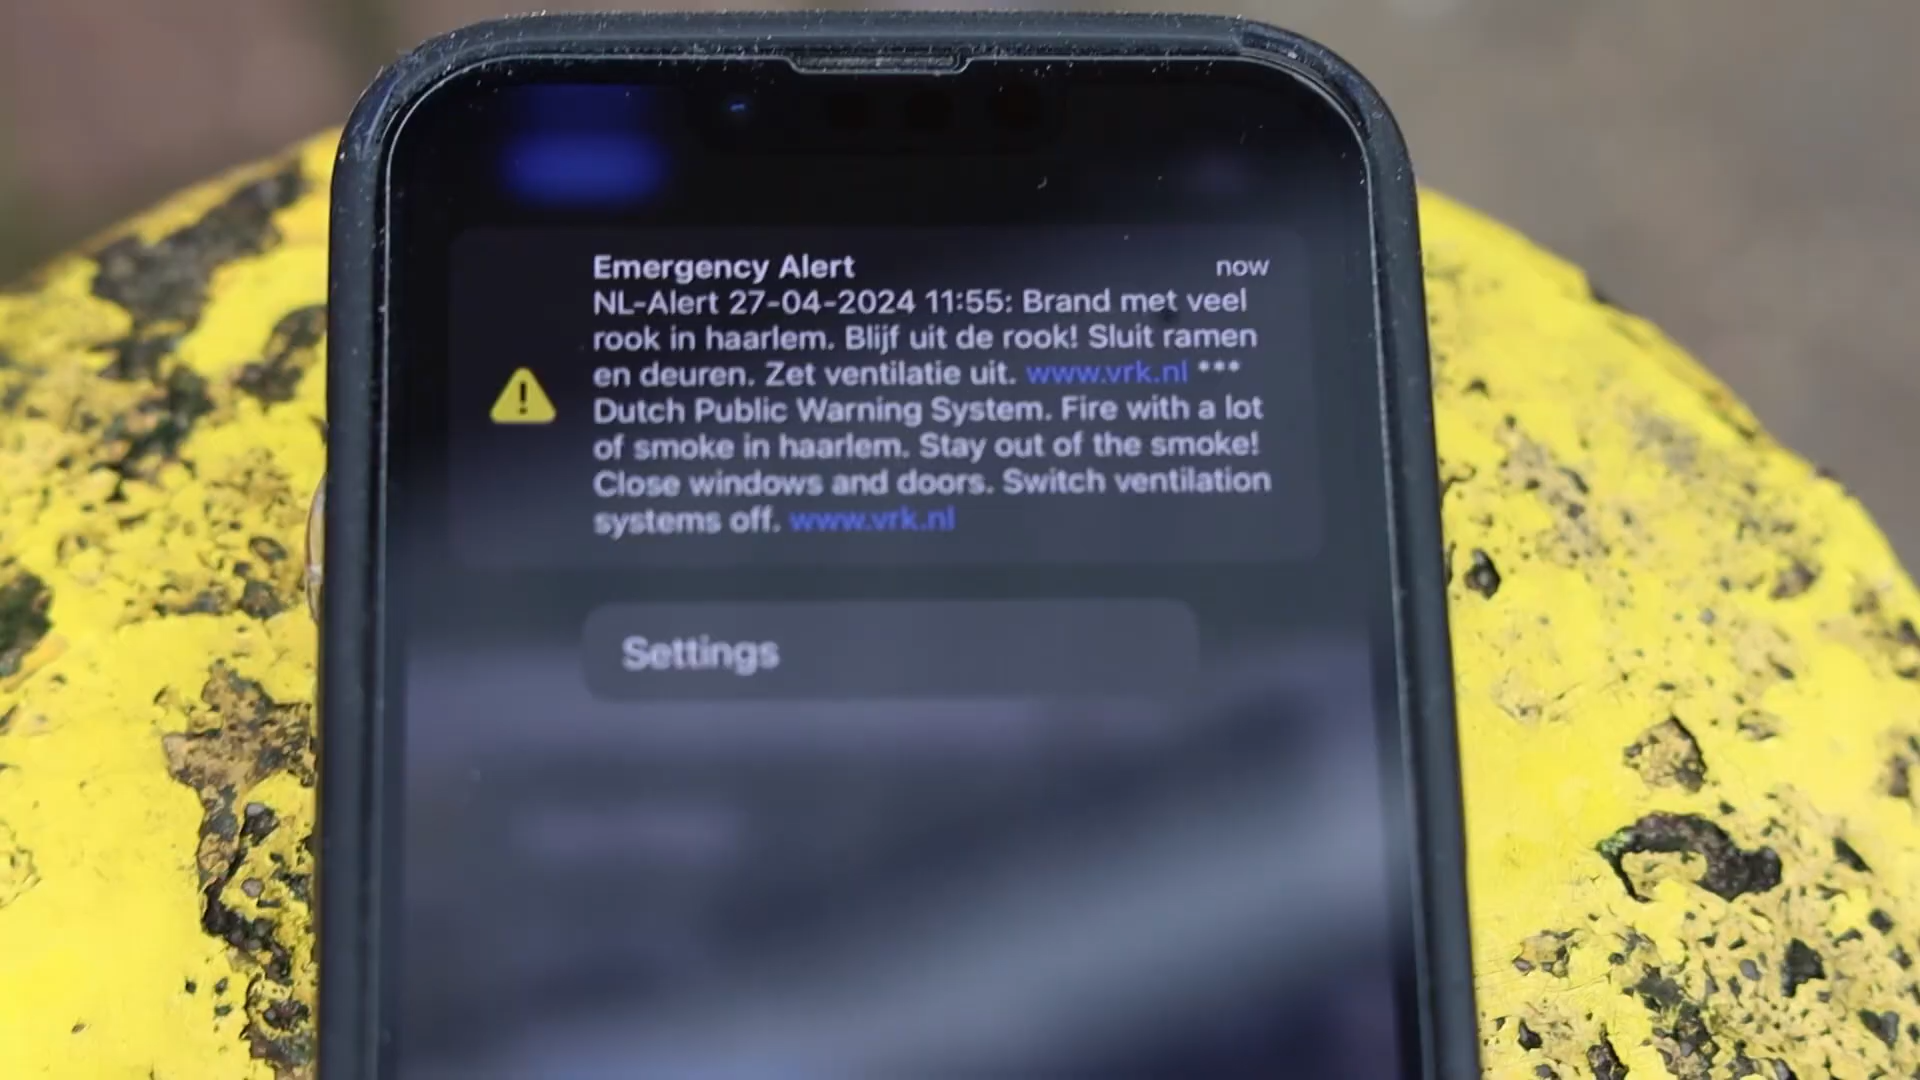 Emergency Alert now
NL-Alert 27-04-2024 11:55: Brand met veel
rook in haarlem. Blijf uit de rook! Sluit ramen
en deuren. Zet ventilatie uit. www.vrk.nl ***
Dutch Public Warning System. Fire with a lot
of smoke in haarlem. Stay out of the smoke!
Close windows and doors. Switch ventilation
systems off. www.vrk.nl
Settings